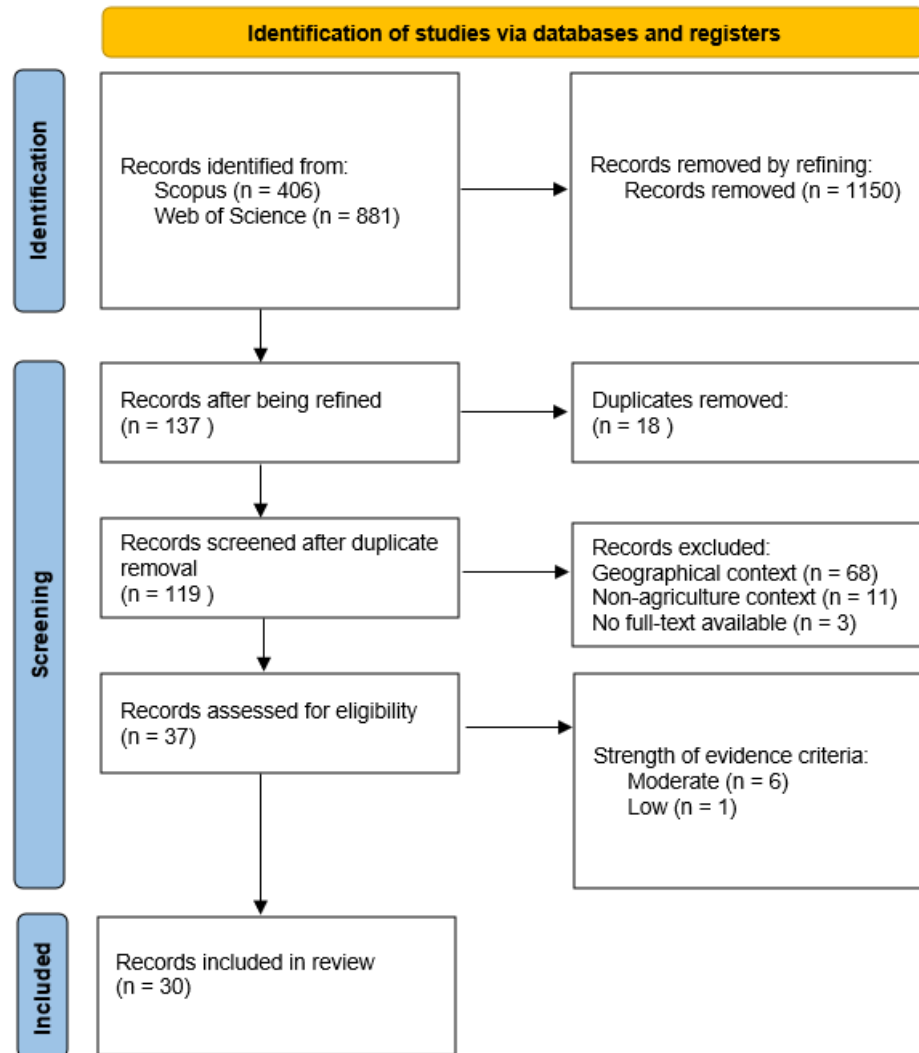 Identification of studies via databases and registers
Identification
Records identified from:
Scopus (n = 406)
Web of Science (n = 881)
Records removed by refining:
Records removed (n = 1150)
Screening
Records after being refined
(n = 137 )
Duplicates removed:
(n = 18 )
Records screened after duplicate
removal
(n = 119 )
Records excluded:
Geographical context (n = 68)
Non-agriculture context (n = 11)
No full-text available (n = 3)
Records assessed for eligibility
(n = 37)
Strength of evidence criteria:
Moderate (n = 6)
Low (n = 1)
Included
Records included in review
(n = 30)